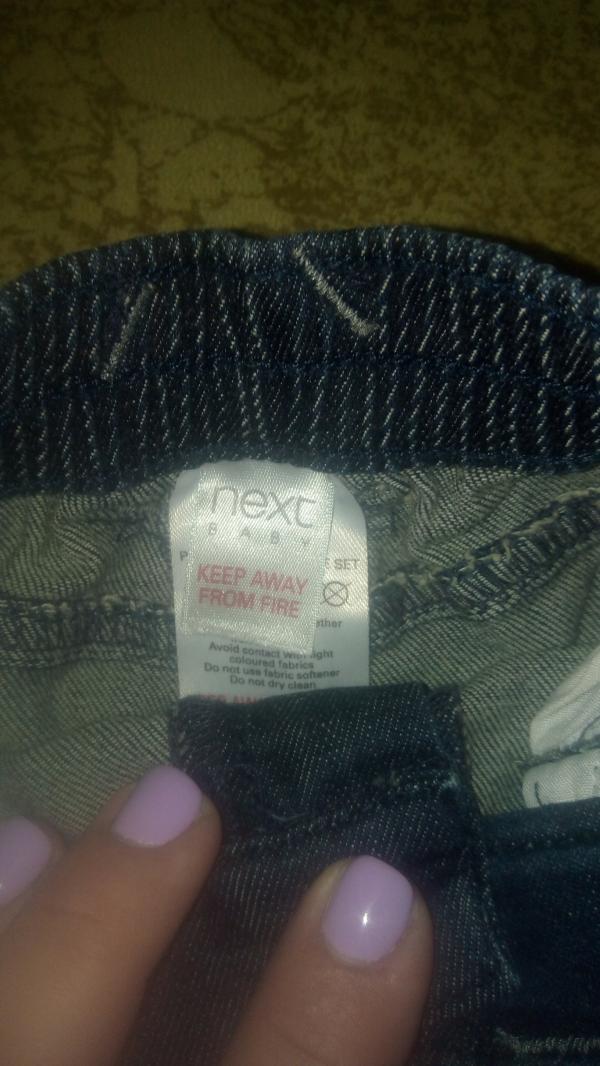 next
BABY
KEEP AWAY
FROM FIRE
SET
Avoid contact with light
coloured fabrics
Do not use fabric softener
Do not dry clean